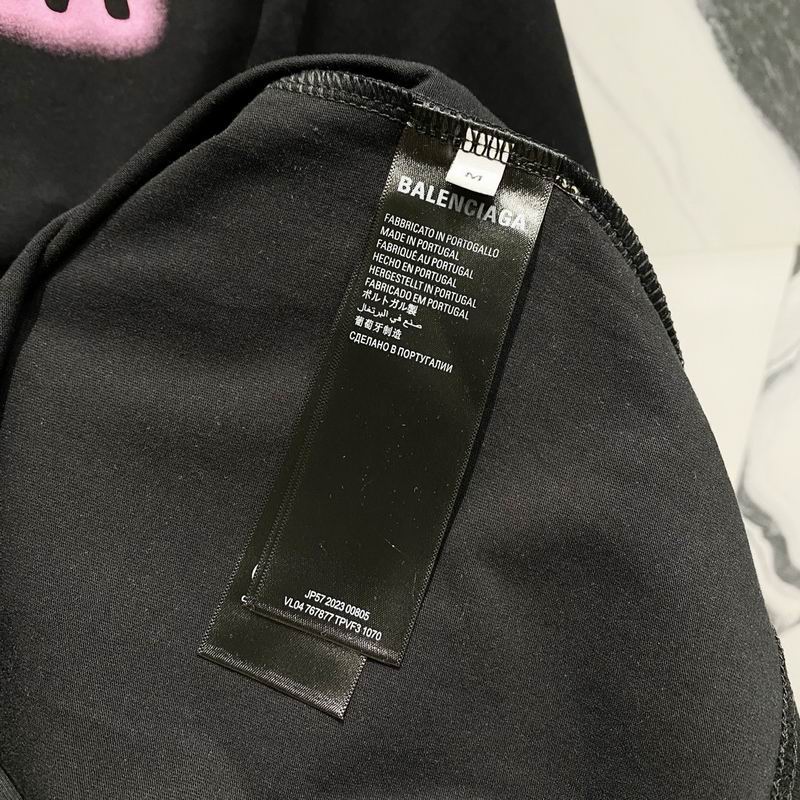 M
BALENCIAGA
FABBRICATO IN PORTOGALLO
MADE IN PORTUGAL
FABRIQUÉ AU PORTUGAL
HECHO EN PORTUGAL
HERGESTELLT IN PORTUGAL
FABRICADO EM PORTUGAL
ポルトガル製
صنع في البرتغال
葡萄牙制造
СДЕЛАНО В ПОРТУГАЛИИ
JP57 2023 00805
VL04 767877 TPVF3 1070